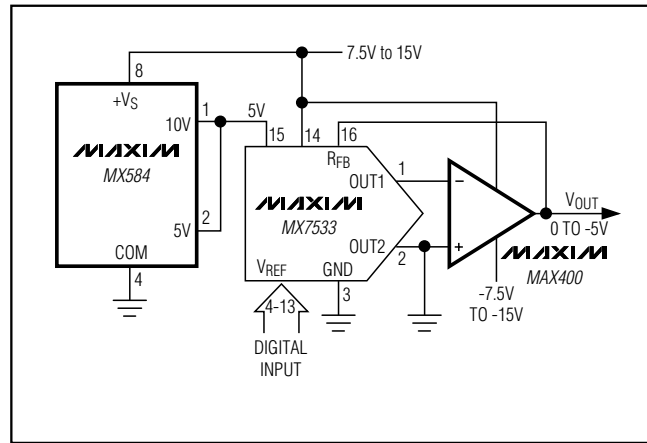 7.5V to 15V
8
+VS
1
10V
5V
15
14
16
RFB
MAXIM
MX584
OUT1
1
−
MAXIM
MX7533
VOUT
0 TO -5V
2
5V
OUT2
2
+
MAXIM
MAX400
COM
VREF
GND
4
3
4-13
-7.5V
TO -15V
DIGITAL
INPUT